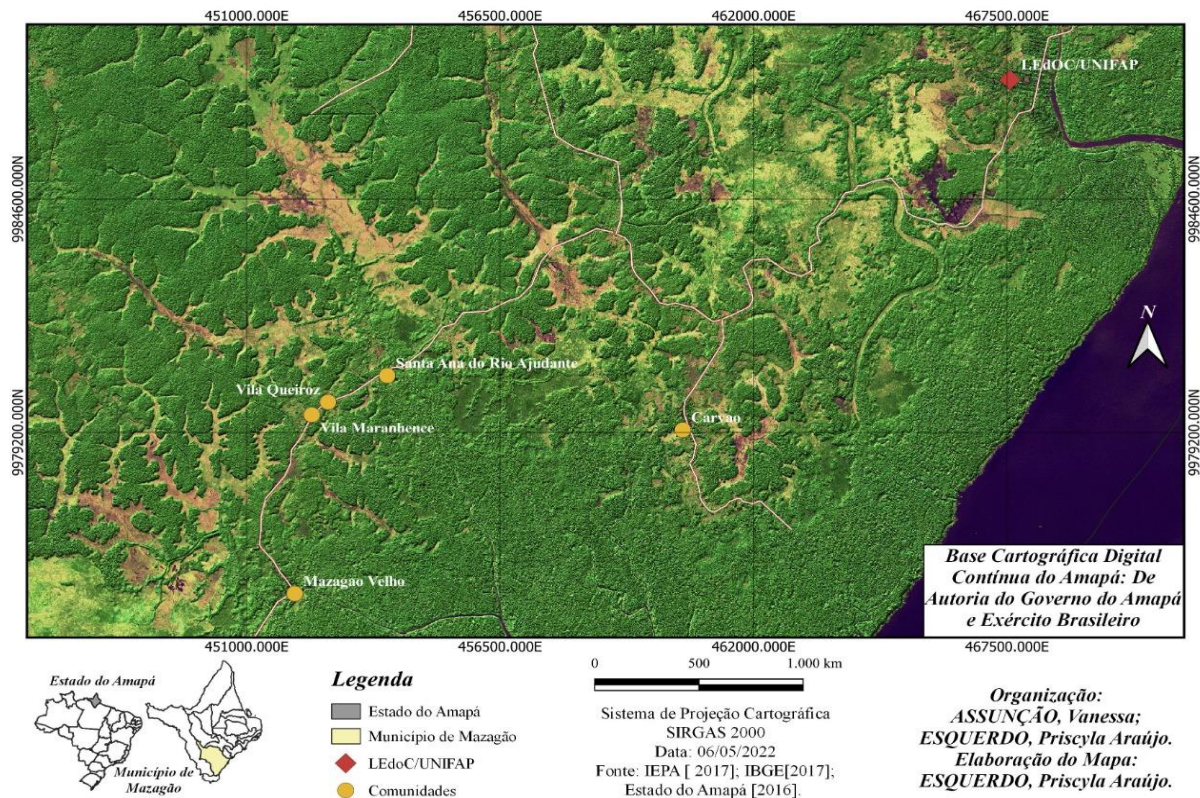 451000.000E 456500.000E 462000.000E 467500.000E
LEdOC/UNIFAP
9984600.000N
9984600.000N
N
Santa Ana do Rio Ajudante
Vila Queiroz
Vila Maranhence
Carvao
9979200.000N
9979200.000N
Mazagao Velho
Base Cartográfica Digital
Contínua do Amapá: De
Autoria do Governo do Amapá
e Exército Brasileiro
451000.000E 456500.000E 462000.000E 467500.000E
Estado do Amapá
Município de
Mazagão
Legenda
Estado do Amapá
Município de Mazagão
LEdoC/UNIFAP
Comunidades
0 500 1.000 km
Sistema de Projeção Cartográfica
SIRGAS 2000
Data: 06/05/2022
Fonte: IEPA [ 2017]; IBGE[2017];
Estado do Amapá [2016].
Organização:
ASSUNÇÃO, Vanessa;
ESQUERDO, Priscyla Araújo.
Elaboração do Mapa:
ESQUERDO, Priscyla Araújo.